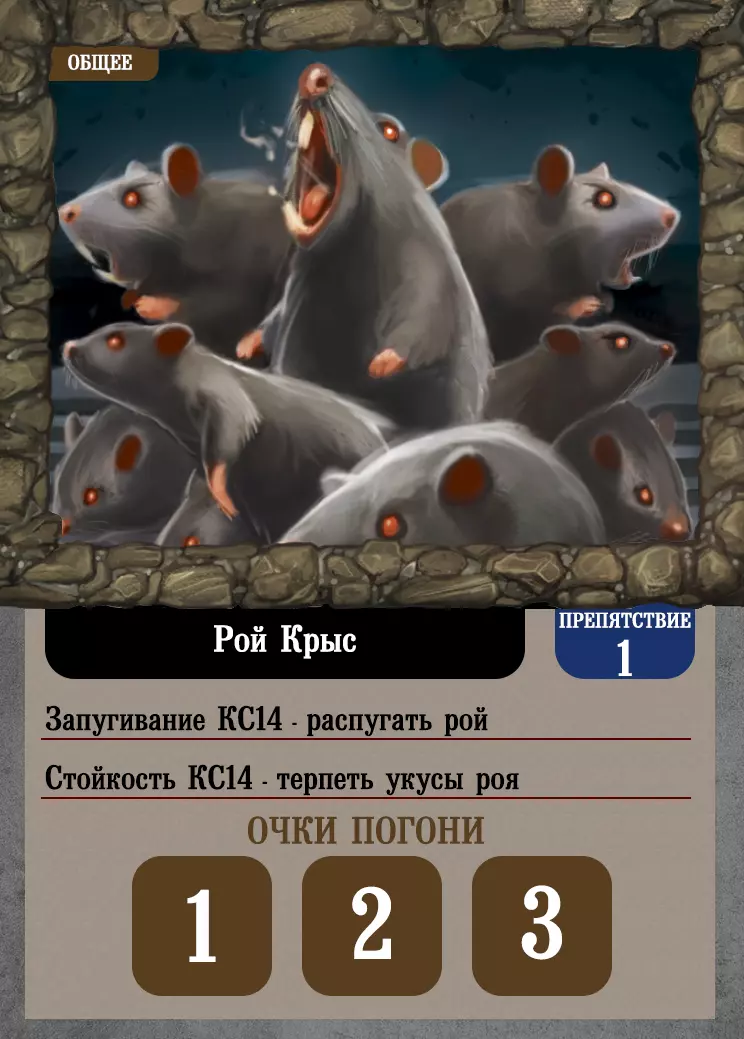 ОБЩЕЕ
Рой Крыс
ПРЕПЯТСТВИЕ
1
Запугивание КС14 - распугать рой
Стойкость КС14 - терпеть укусы роя
ОЧКИ ПОГОНИ
1 2 3